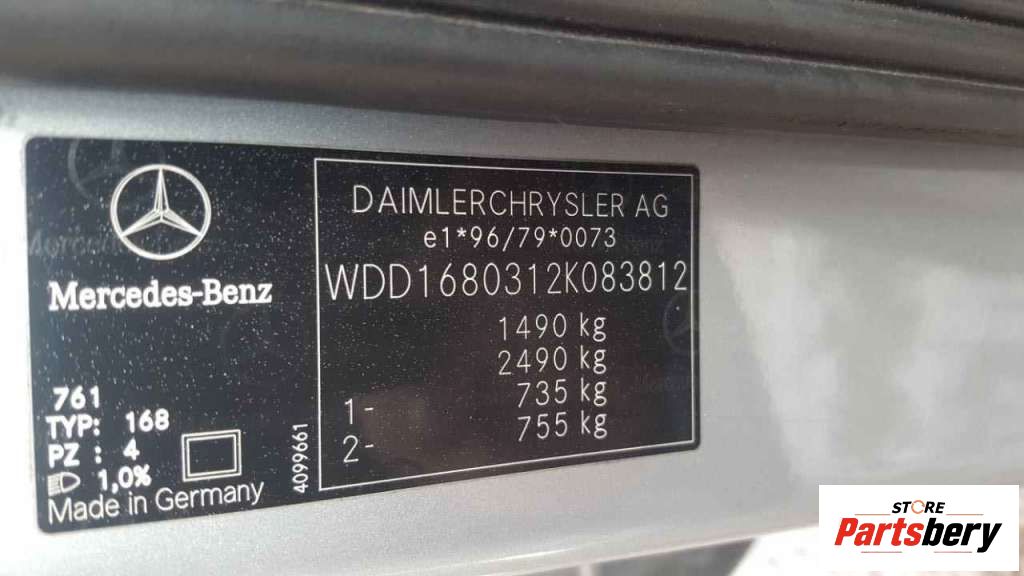 Mercedes-Benz
761
TYP: 168
PZ : 4
1,0%
Made in Germany
4099661
DAIMLERCHRYSLER AG
e1*96/79*0073
WDD1680312K083812
1490 kg
2490 kg
1- 735 kg
2- 755 kg
STORE
Partsbery